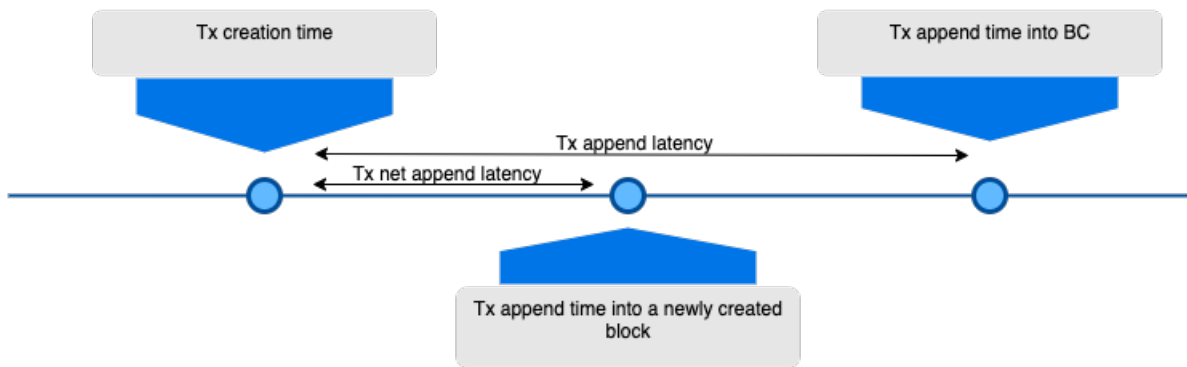 Tx creation time
Tx append time into BC
Tx append latency
Tx net append latency
Tx append time into a newly created
block